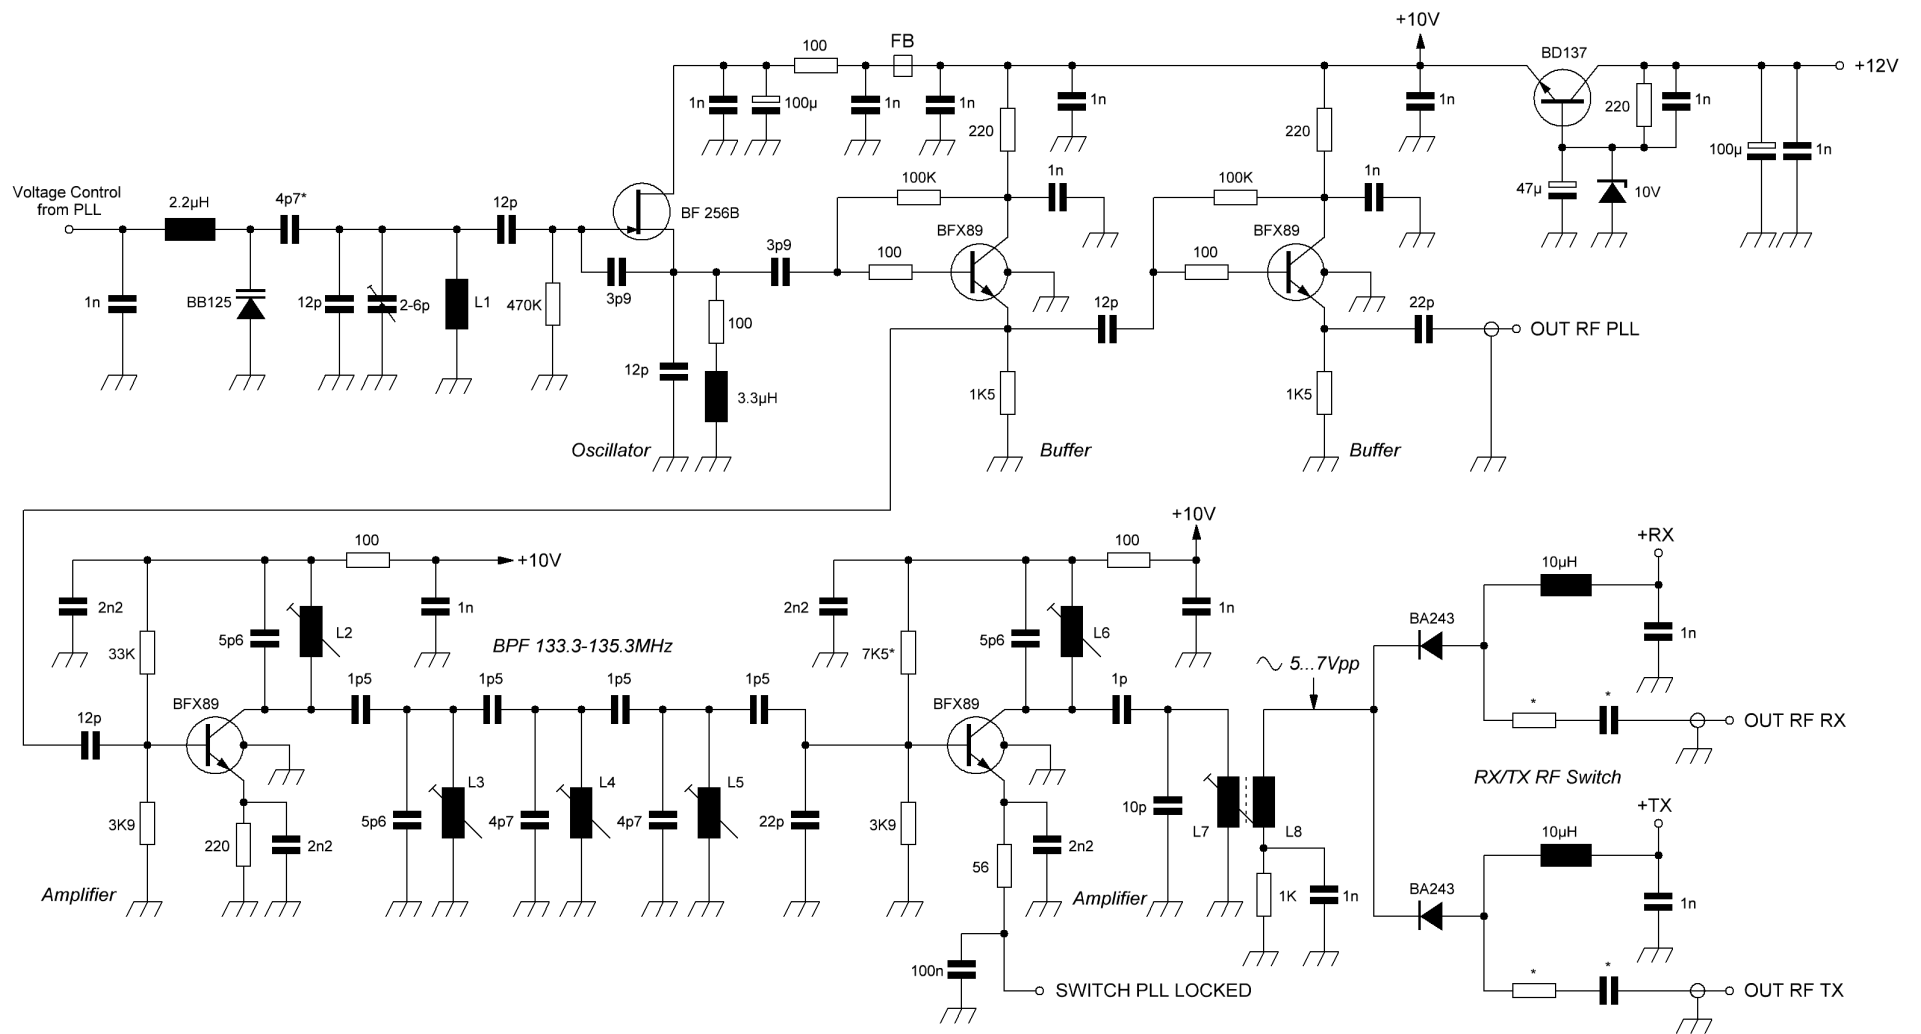 +10V
100
FB
BD137
+12V
1n
100µ
1n
1n
220
1n
220
1n
220
1n
100µ
1n
Voltage Control
from PLL
2.2µH
4p7*
12p
BF 256B
100K
1n
100K
1n
47µ
10V
BFX89
BFX89
3p9
100
100
1n
BB125
12p
2-6p
L1
470K
3p9
100
12p
22p
OUT RF PLL
12p
3.3µH
1K5
1K5
Oscillator
Buffer
Buffer
+10V
100
+10V
100
+RX
10µH
2n2
1n
2n2
1n
BA243
1n
33K
5p6
L2
BPF 133.3-135.3MHz
7K5*
5p6
L6
5...7Vpp
1p5
1p5
1p5
1p5
1p
BFX89
BFX89
12p
*
*
OUT RF RX
RX/TX RF Switch
L3
L4
L5
+TX
3K9
220
2n2
5p6
4p7
4p7
22p
3K9
56
2n2
10p
L7
L8
10µH
Amplifier
Amplifier
1K
1n
BA243
1n
100n
SWITCH PLL LOCKED
*
*
OUT RF TX